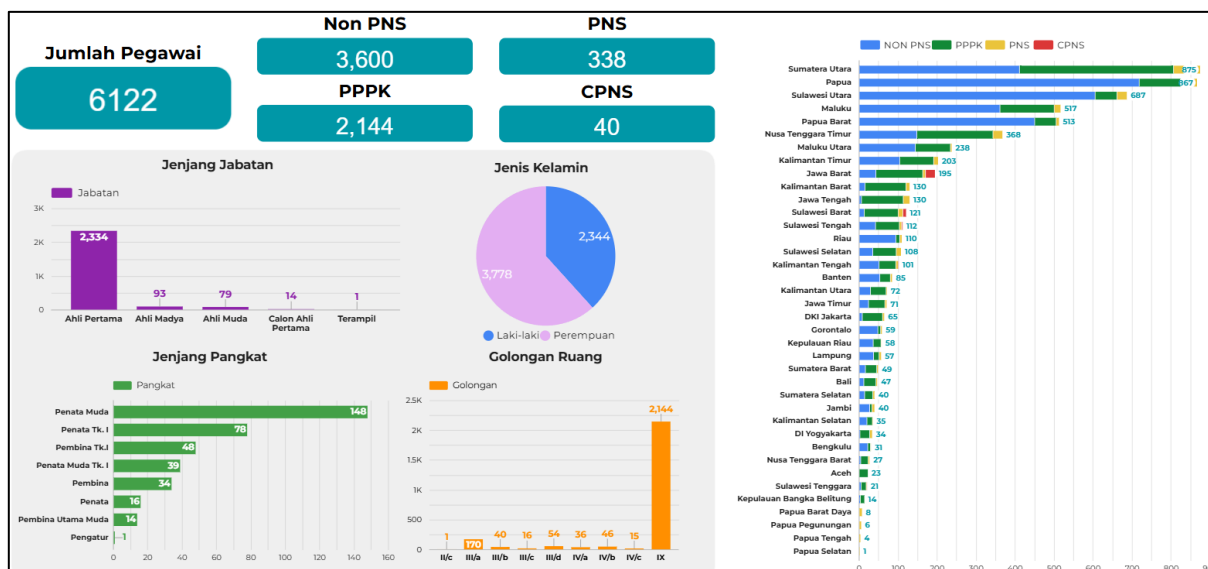 Jumlah Pegawai
6122
Non PNS
3,600
PNS
338
PPPK
2,144
CPNS
40
Jenjang Jabatan
Jabatan
3K
2K
1K
0
2,334
93
79
14
1
Ahli Pertama
Ahli Madya
Ahli Muda
Calon Ahli
Pertama
Terampil
Jenis Kelamin
2,344
3,778
Laki-laki
Perempuan
Jenjang Pangkat
Pangkat
Penata Muda 148
Penata Tk. I 78
Pembina Tk.I 48
Penata Muda Tk. I 39
Pembina 34
Penata 16
Pembina Utama Muda 14
Pengatur 1
0 20 40 60 80 100 120 140 160
Golongan Ruang
Golongan
2.5K
2K
1.5K
1K
500
0
1 170 40 16 54 36 46 15 2,144
II/c III/a III/b III/c III/d IV/a IV/b IV/c IX
NON PNS PPPK PNS CPNS
Sumatera Utara 875
Papua 867
Sulawesi Utara 687
Maluku 517
Papua Barat 513
Nusa Tenggara Timur 368
Maluku Utara 238
Kalimantan Timur 203
Jawa Barat 195
Kalimantan Barat 130
Jawa Tengah 130
Sulawesi Barat 121
Sulawesi Tengah 112
Riau 110
Sulawesi Selatan 108
Kalimantan Tengah 101
Banten 85
Kalimantan Utara 72
Jawa Timur 71
DKI Jakarta 65
Gorontalo 59
Kepulauan Riau 58
Lampung 57
Sumatera Barat 49
Bali 47
Sumatera Selatan 40
Jambi 40
Kalimantan Selatan 35
DI Yogyakarta 34
Bengkulu 31
Nusa Tenggara Barat 27
Aceh 23
Sulawesi Tenggara 21
Kepulauan Bangka Belitung 14
Papua Barat Daya 8
Papua Pegunungan 6
Papua Tengah 4
Papua Selatan 1
0 100 200 300 400 500 600 700 800